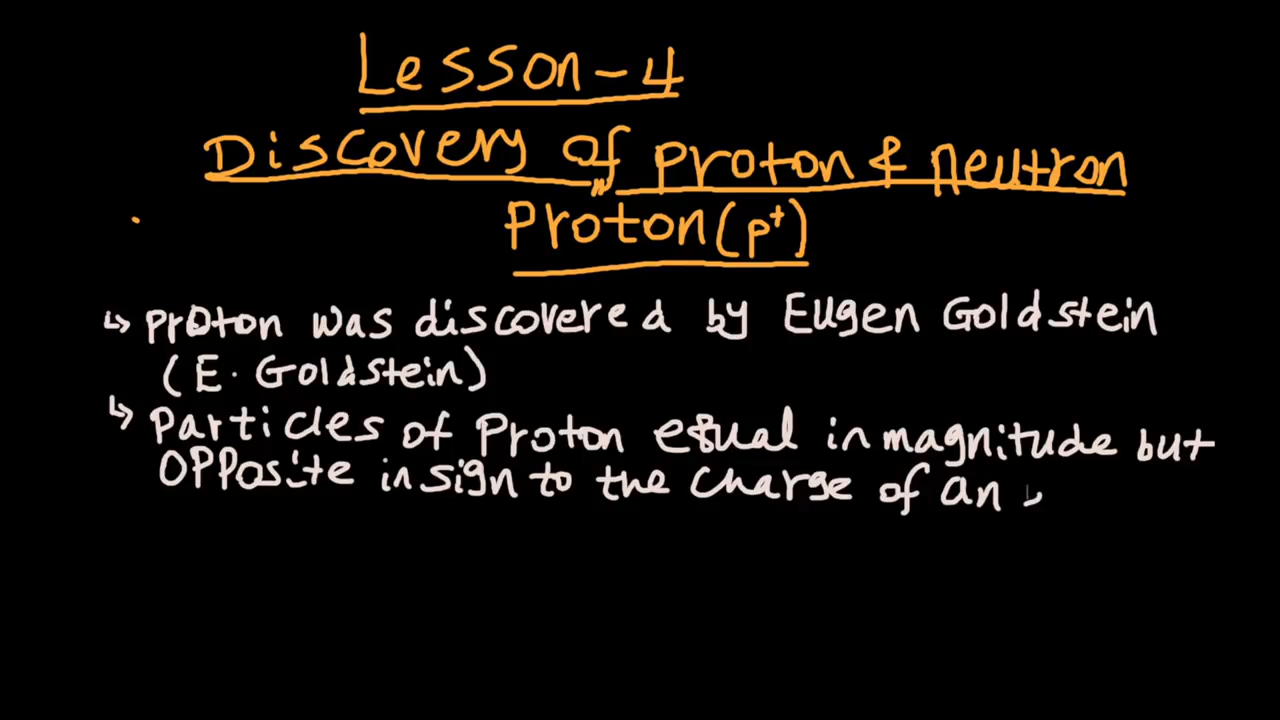 Lesson-4
Discovery of proton & neutron
Proton (p+)
↳ proton was discovered by Eugen Goldstein
(E. Goldstein)
↳ Particles of Proton equal in magnitude but
opposite in sign to the charge of an